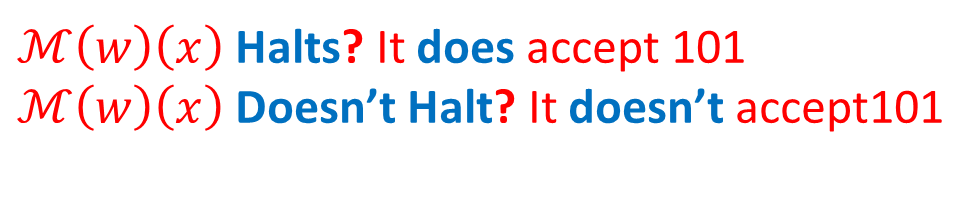 ℳ(𝑤)(𝑥) Halts? It does accept 101
ℳ(𝑤)(𝑥) Doesn’t Halt? It doesn’t accept101